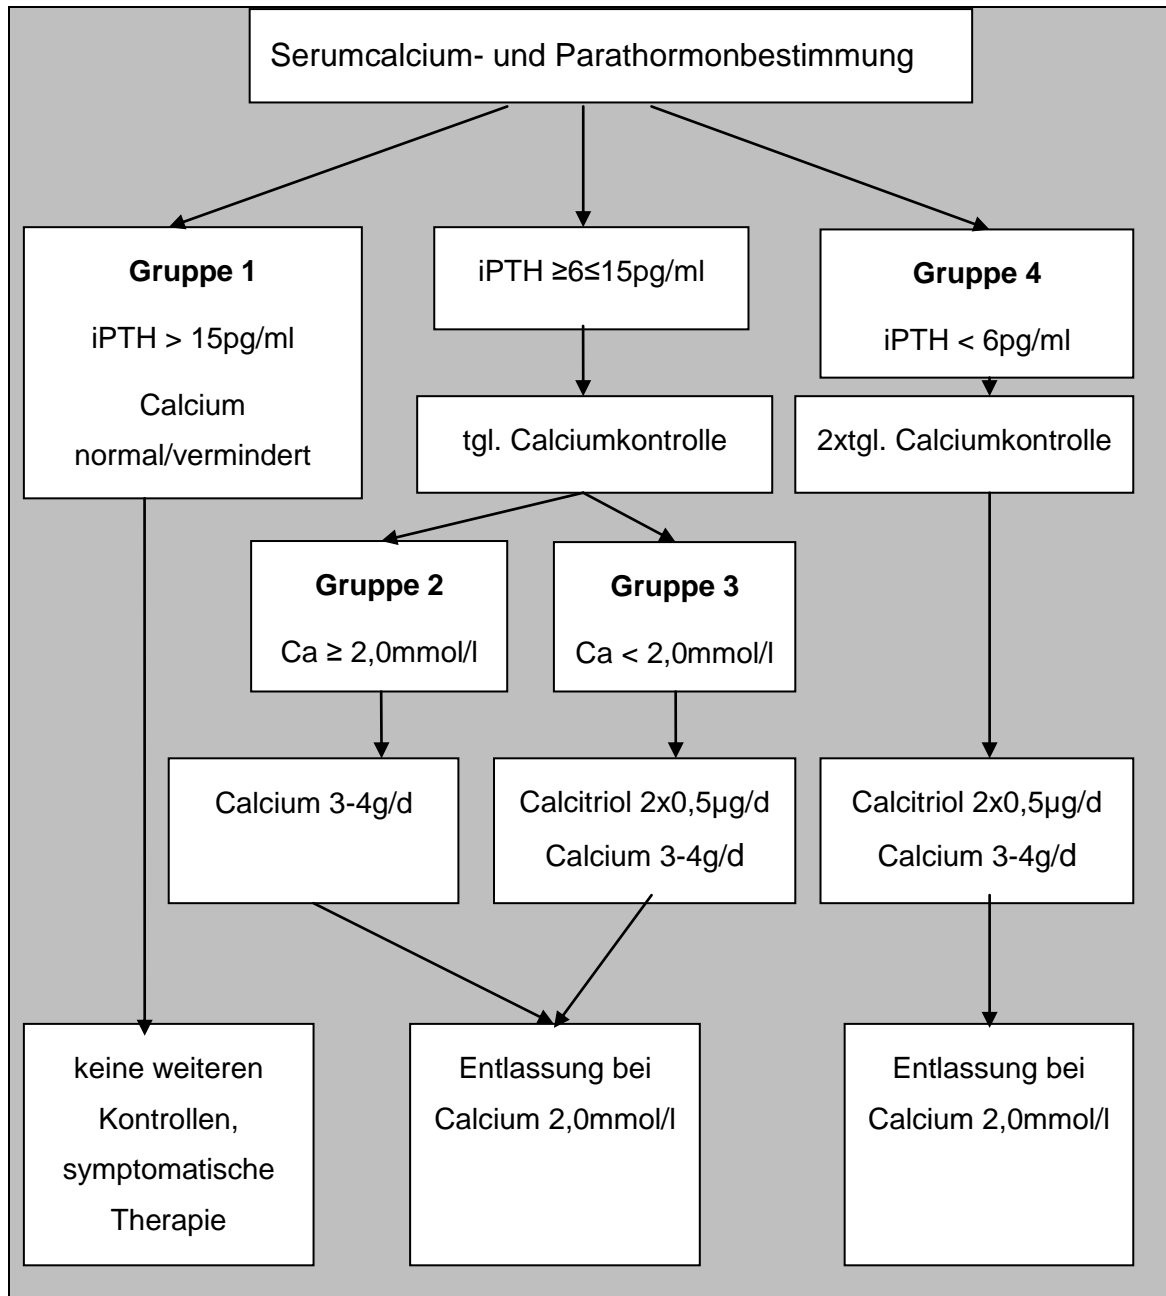 Serumcalcium- und Parathormonbestimmung
Gruppe 1
iPTH > 15pg/ml
Calcium
normal/vermindert
iPTH ≥6≤15pg/ml
Gruppe 4
iPTH < 6pg/ml
tgl. Calciumkontrolle
2xtgl. Calciumkontrolle
Gruppe 2
Ca ≥ 2,0mmol/l
Gruppe 3
Ca < 2,0mmol/l
Calcium 3-4g/d
Calcitriol 2x0,5µg/d
Calcium 3-4g/d
Calcitriol 2x0,5µg/d
Calcium 3-4g/d
keine weiteren
Kontrollen,
symptomatische
Therapie
Entlassung bei
Calcium 2,0mmol/l
Entlassung bei
Calcium 2,0mmol/l